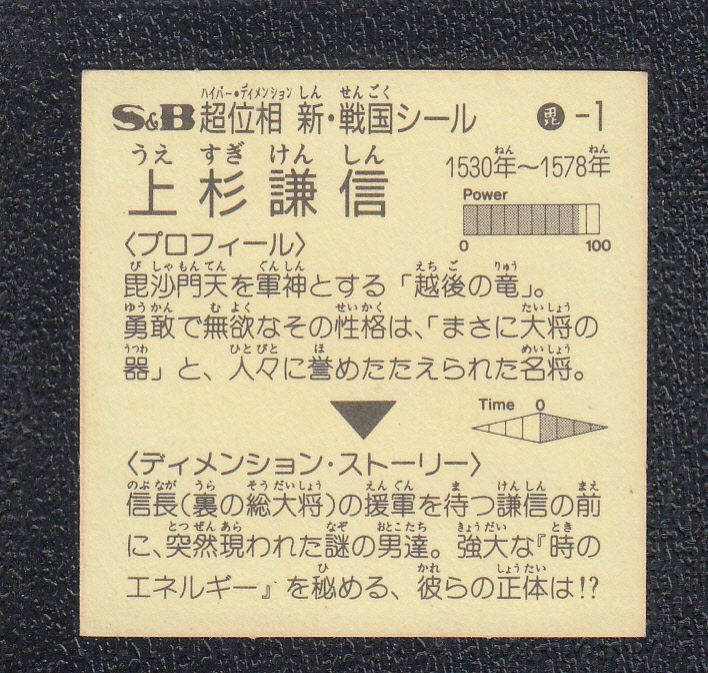 ハイパー・ディメンション しん せんごく
S&B 超位相 新・戦国シール 毘-1
うえ すぎ けん しん
上杉謙信
ねん ねん
1530年〜1578年
Power
0 100
〈プロフィール〉
びしゃもんてん ぐんしん えちご りゅう
毘沙門天を軍神とする「越後の竜」。
ゆうかん むよく せいかく たいしょう
勇敢で無欲なその性格は、「まさに大将の
うつわ ひとびと ほ めいしょう
器」と、人々に誉めたたえられた名将。
Time 0
〈ディメンション・ストーリー〉
のぶなが うら そうだいしょう えんぐん ま けんしん まえ
信長(裏の総大将)の援軍を待つ謙信の前
とつぜんあら なぞ おとこたち きょうだい とき
に、突然現われた謎の男達。強大な『時の
ひ かれ しょうたい
エネルギー』を秘める、彼らの正体は!?